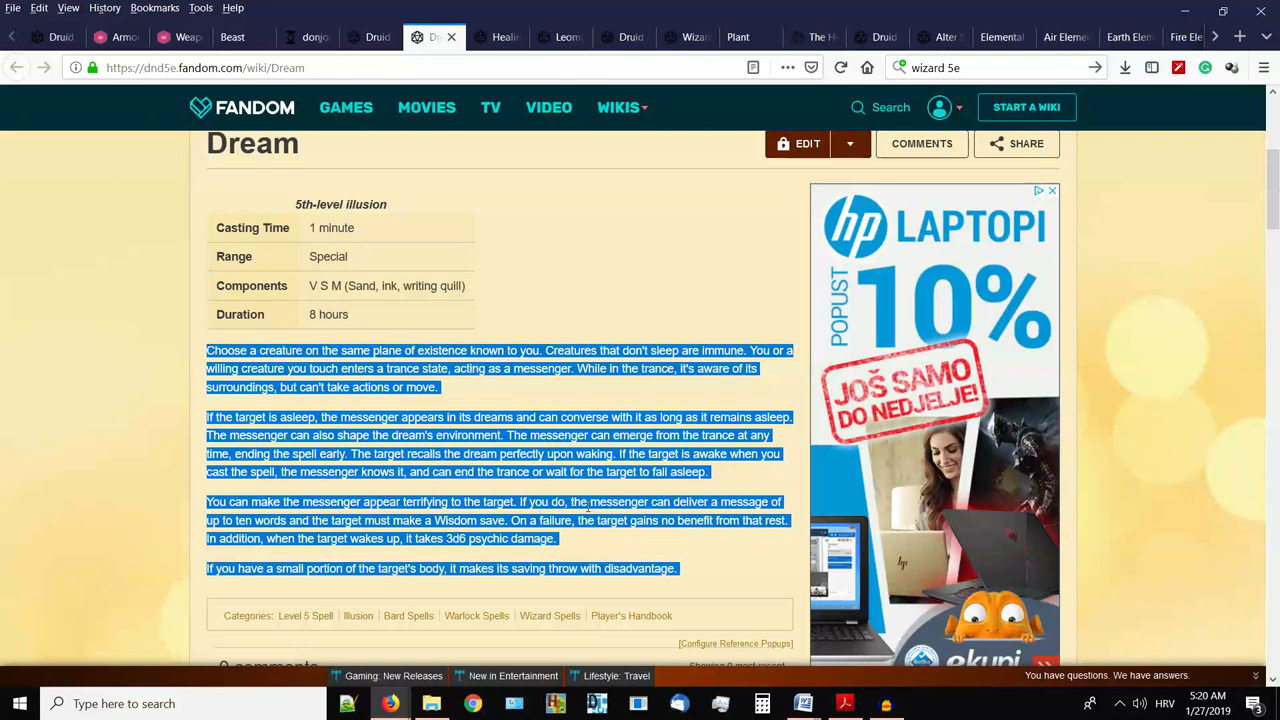 File Edit View History Bookmarks Tools Help
Druid Armo Weap Beast donjo Druid Dr Healin Leom Druid Wizar Plant The H Druid Alter S Elemental Air Elem Earth Elem Fire Ele
https://dnd5e.fandom.com/wiki/Dream
wizard 5e
FANDOM GAMES MOVIES TV VIDEO WIKIS Search START A WIKI
Dream
EDIT COMMENTS SHARE
5th-level illusion
Casting Time 1 minute
Range Special
Components V S M (Sand, ink, writing quill)
Duration 8 hours
Choose a creature on the same plane of existence known to you. Creatures that don't sleep are immune. You or a
willing creature you touch enters a trance state, acting as a messenger. While in the trance, it's aware of its
surroundings, but can't take actions or move.
If the target is asleep, the messenger appears in its dreams and can converse with it as long as it remains asleep.
The messenger can also shape the dream's environment. The messenger can emerge from the trance at any
time, ending the spell early. The target recalls the dream perfectly upon waking. If the target is awake when you
cast the spell, the messenger knows it, and can end the trance or wait for the target to fall asleep.
You can make the messenger appear terrifying to the target. If you do, the messenger can deliver a message of
up to ten words and the target must make a Wisdom save. On a failure, the target gains no benefit from that rest.
In addition, when the target wakes up, it takes 3d6 psychic damage.
If you have a small portion of the target's body, it makes its saving throw with disadvantage.
Categories: Level 5 Spell Illusion Bard Spells Warlock Spells Wizard Spells Player's Handbook
[Configure Reference Popups]
0 comments
Showing 0 most recent
hp LAPTOPI
POPUST 10%
JOŠ SAMO
DO NEDJELJE!
ekupi
Gaming: New Releases New in Entertainment Lifestyle: Travel You have questions. We have answers.
Type here to search
HRV
5:20 AM
1/27/2019
3